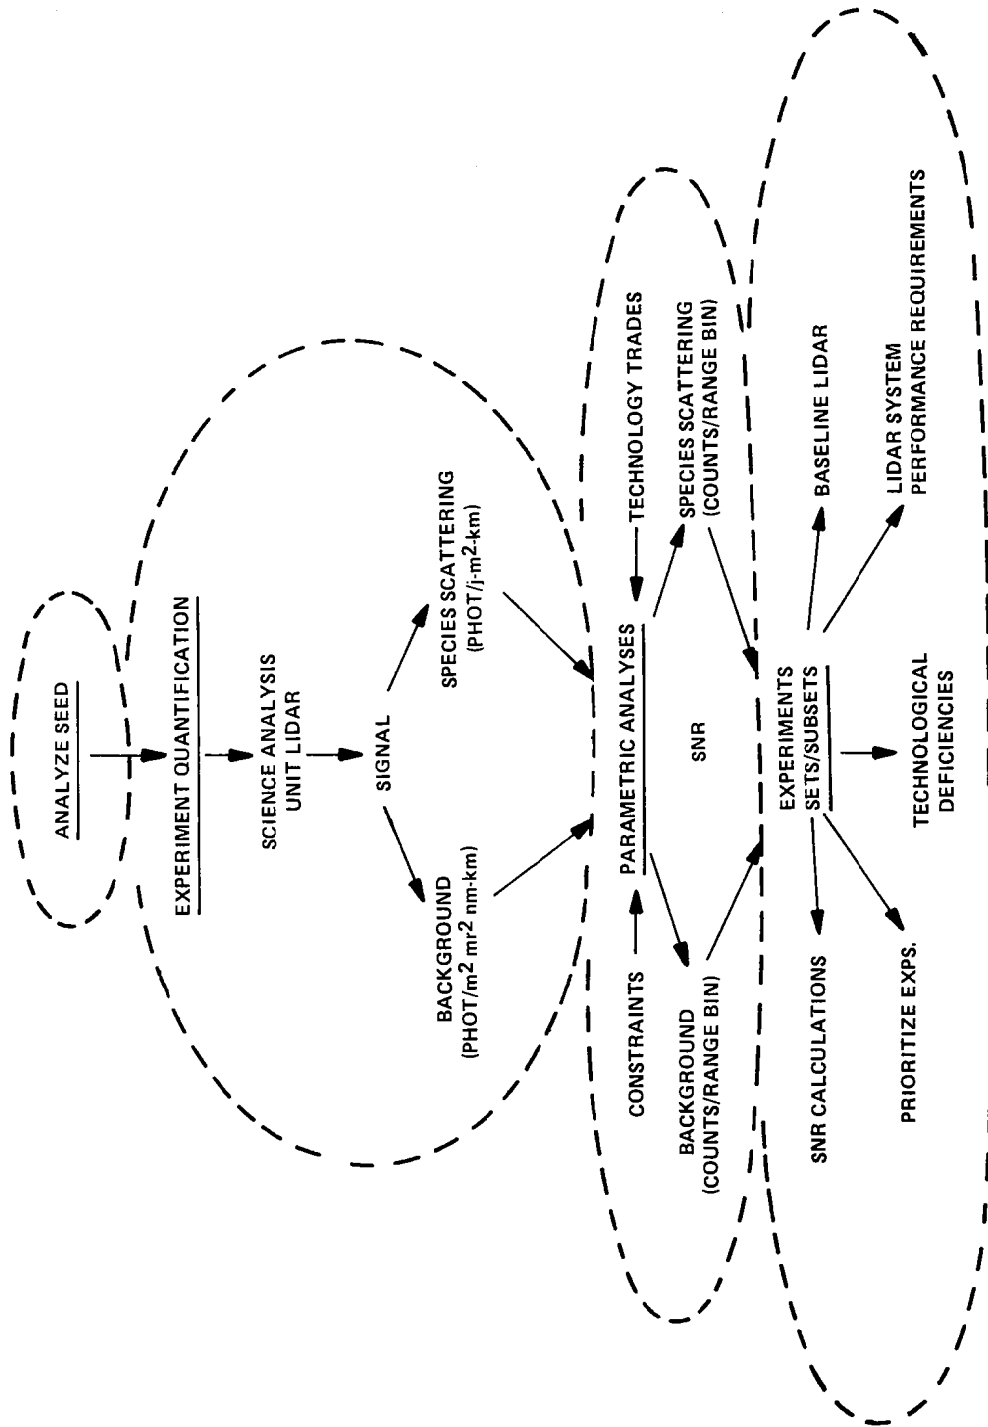 ANALYZE SEED
EXPERIMENT QUANTIFICATION
SCIENCE ANALYSIS
UNIT LIDAR
SIGNAL
BACKGROUND
(PHOT/m² mr² nm-km)
SPECIES SCATTERING
(PHOT/j-m²-km)
CONSTRAINTS
PARAMETRIC ANALYSES
TECHNOLOGY TRADES
BACKGROUND
(COUNTS/RANGE BIN)
SNR
SPECIES SCATTERING
(COUNTS/RANGE BIN)
EXPERIMENTS
SETS/SUBSETS
SNR CALCULATIONS
BASELINE LIDAR
PRIORITIZE EXPS.
TECHNOLOGICAL
DEFICIENCIES
LIDAR SYSTEM
PERFORMANCE REQUIREMENTS